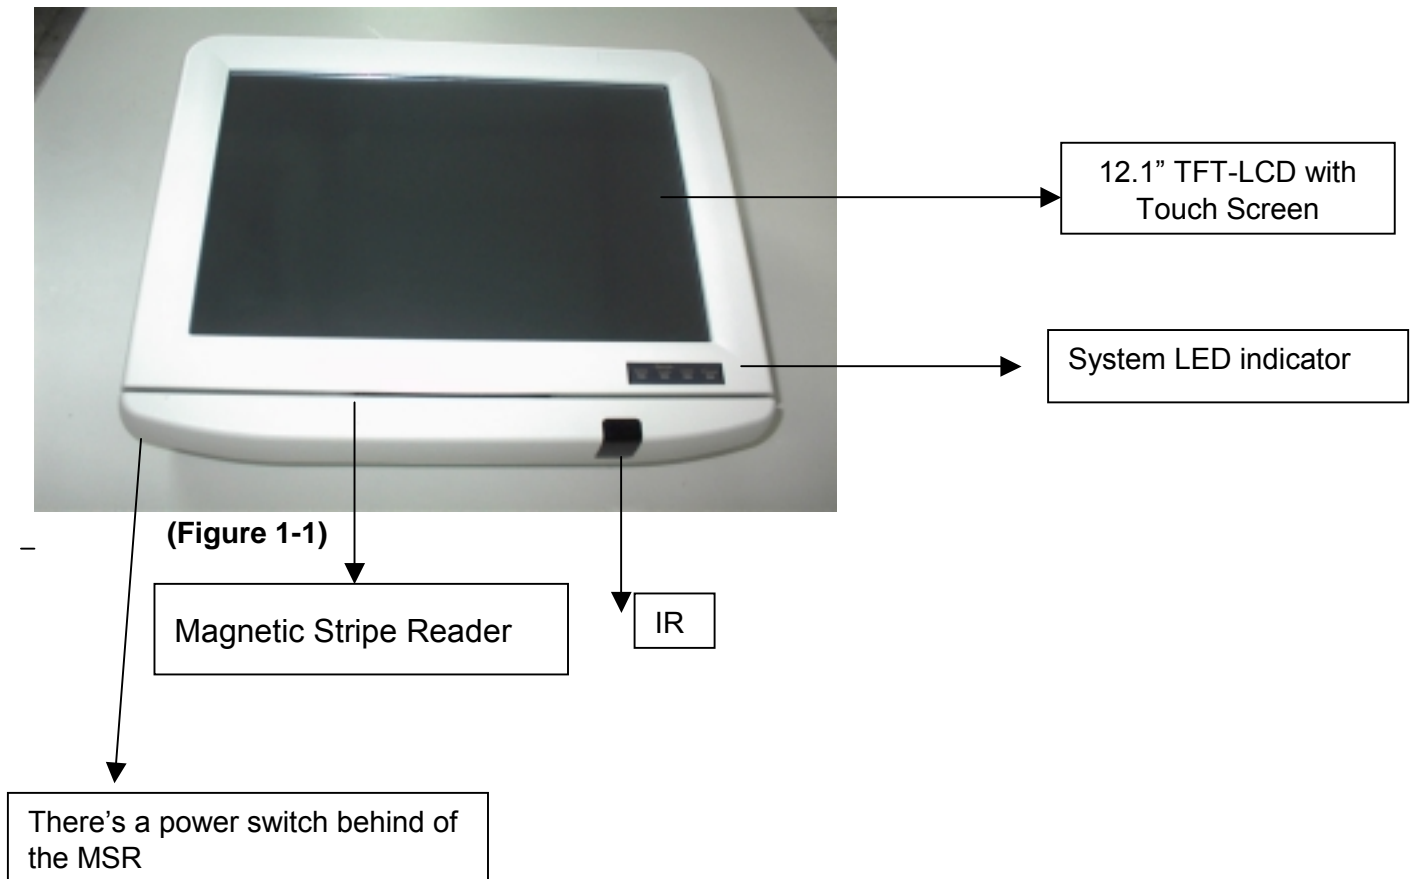 12.1” TFT-LCD with
Touch Screen
System LED indicator
(Figure 1-1)
Magnetic Stripe Reader
IR
There’s a power switch behind of
the MSR